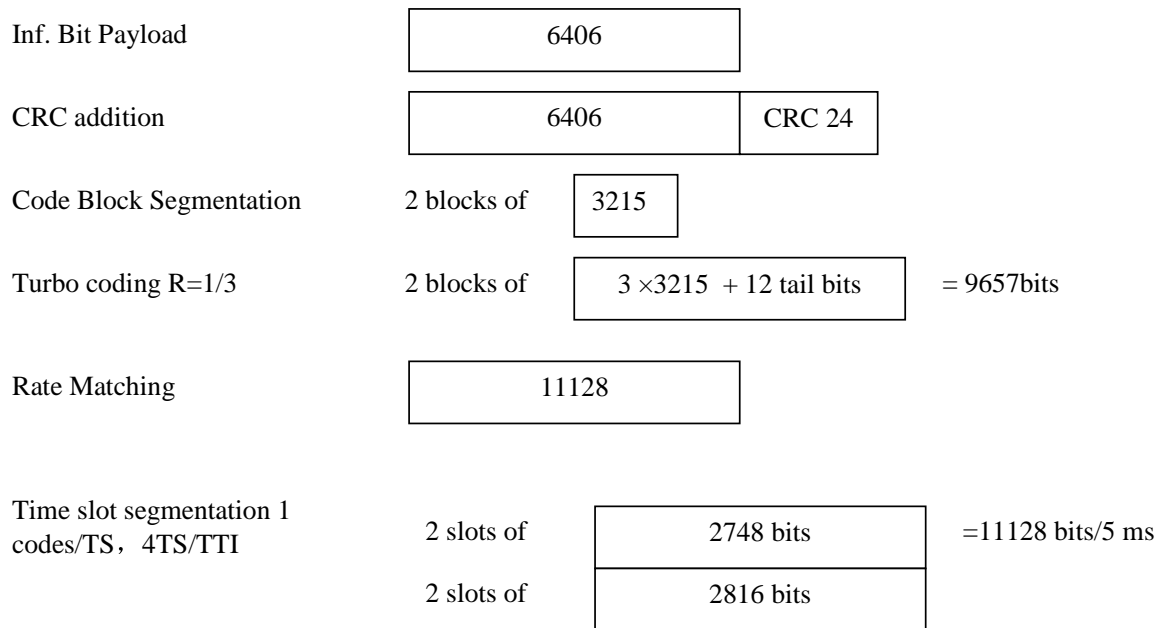 Inf. Bit Payload 6406
CRC addition 6406 CRC 24
Code Block Segmentation 2 blocks of 3215
Turbo coding R=1/3 2 blocks of 3 ×3215 + 12 tail bits = 9657bits
Rate Matching 11128
Time slot segmentation 1
codes/TS，4TS/TTI 2 slots of 2748 bits =11128 bits/5 ms
2 slots of 2816 bits